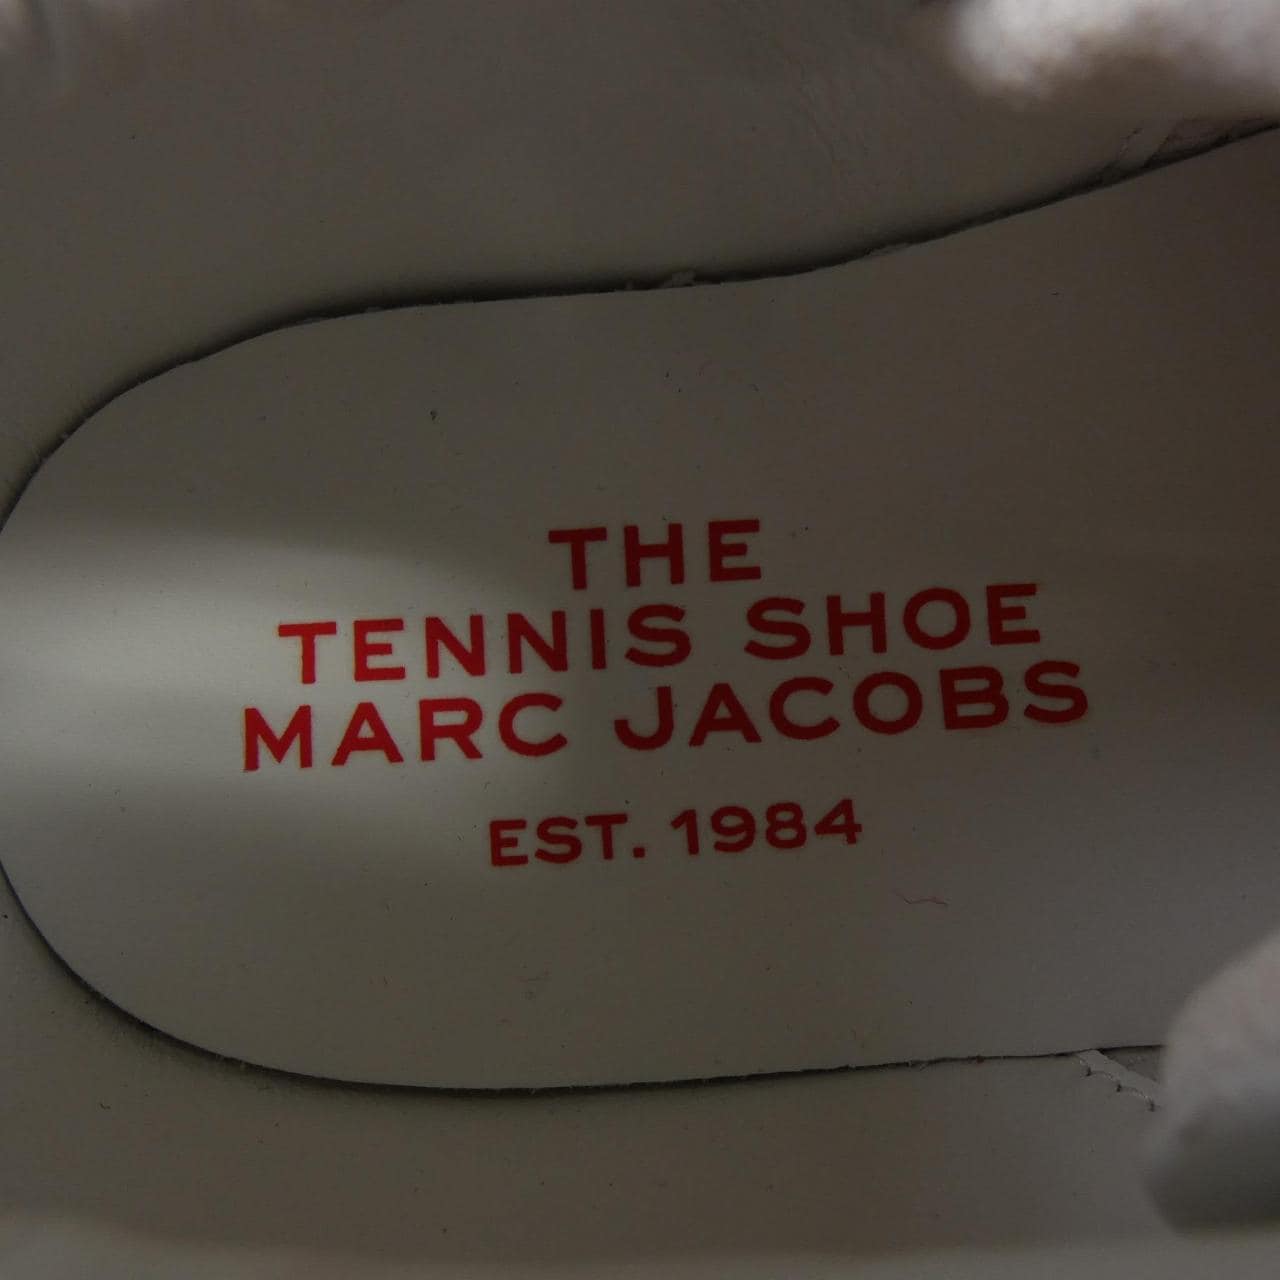 THE
TENNIS SHOE
MARC JACOBS
EST. 1984